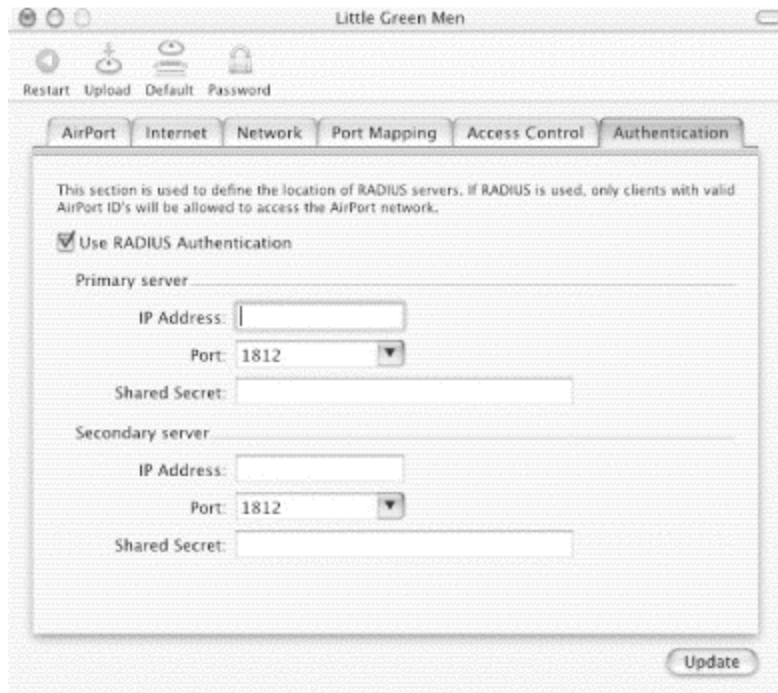 Little Green Men
Restart Upload Default Password
AirPort Internet Network Port Mapping Access Control Authentication
This section is used to define the location of RADIUS servers. If RADIUS is used, only clients with valid
AirPort ID's will be allowed to access the AirPort network.
Use RADIUS Authentication
Primary server
IP Address:
Port: 1812
Shared Secret:
Secondary server
IP Address:
Port: 1812
Shared Secret:
Update